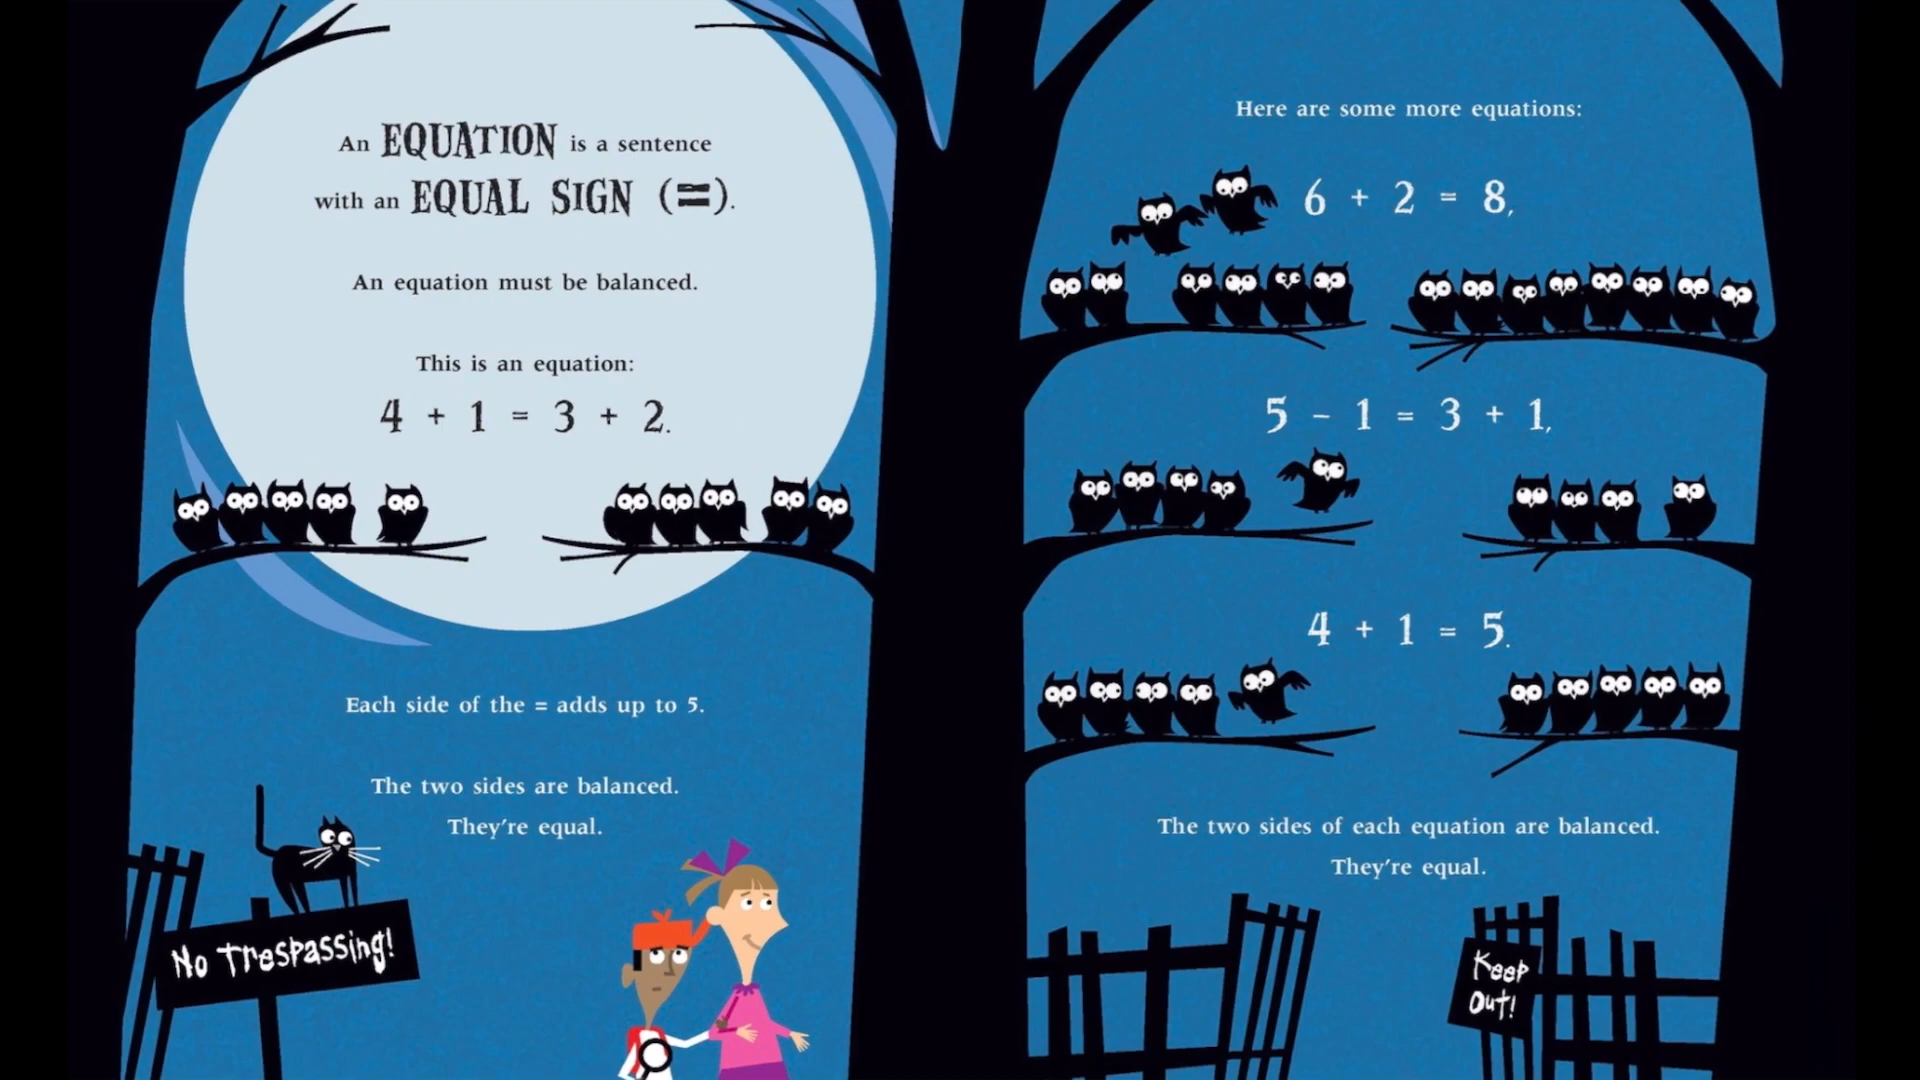 An EQUATION is a sentence
with an EQUAL SIGN (=).
An equation must be balanced.
This is an equation:
4 + 1 = 3 + 2.
Each side of the = adds up to 5.
The two sides are balanced.
They're equal.
No Trespassing!
Here are some more equations:
6 + 2 = 8,
5 - 1 = 3 + 1,
4 + 1 = 5.
The two sides of each equation are balanced.
They're equal.
Keep
Out!